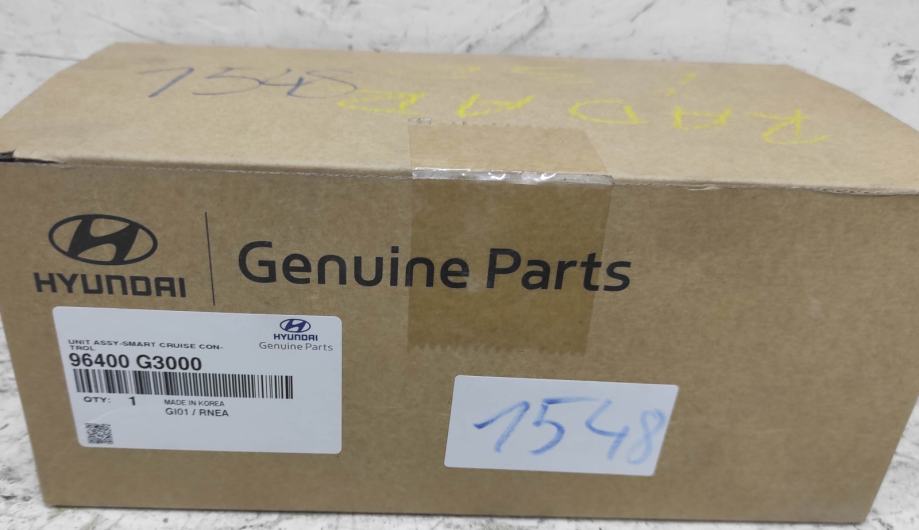 1548
RADAR
HYUNDAI
Genuine Parts
HYUNDAI
Genuine Parts
UNIT ASSY-SMART CRUISE CON-
TROL
96400 G3000
QTY: 1
MADE IN KOREA
GI01 / RNEA
1548